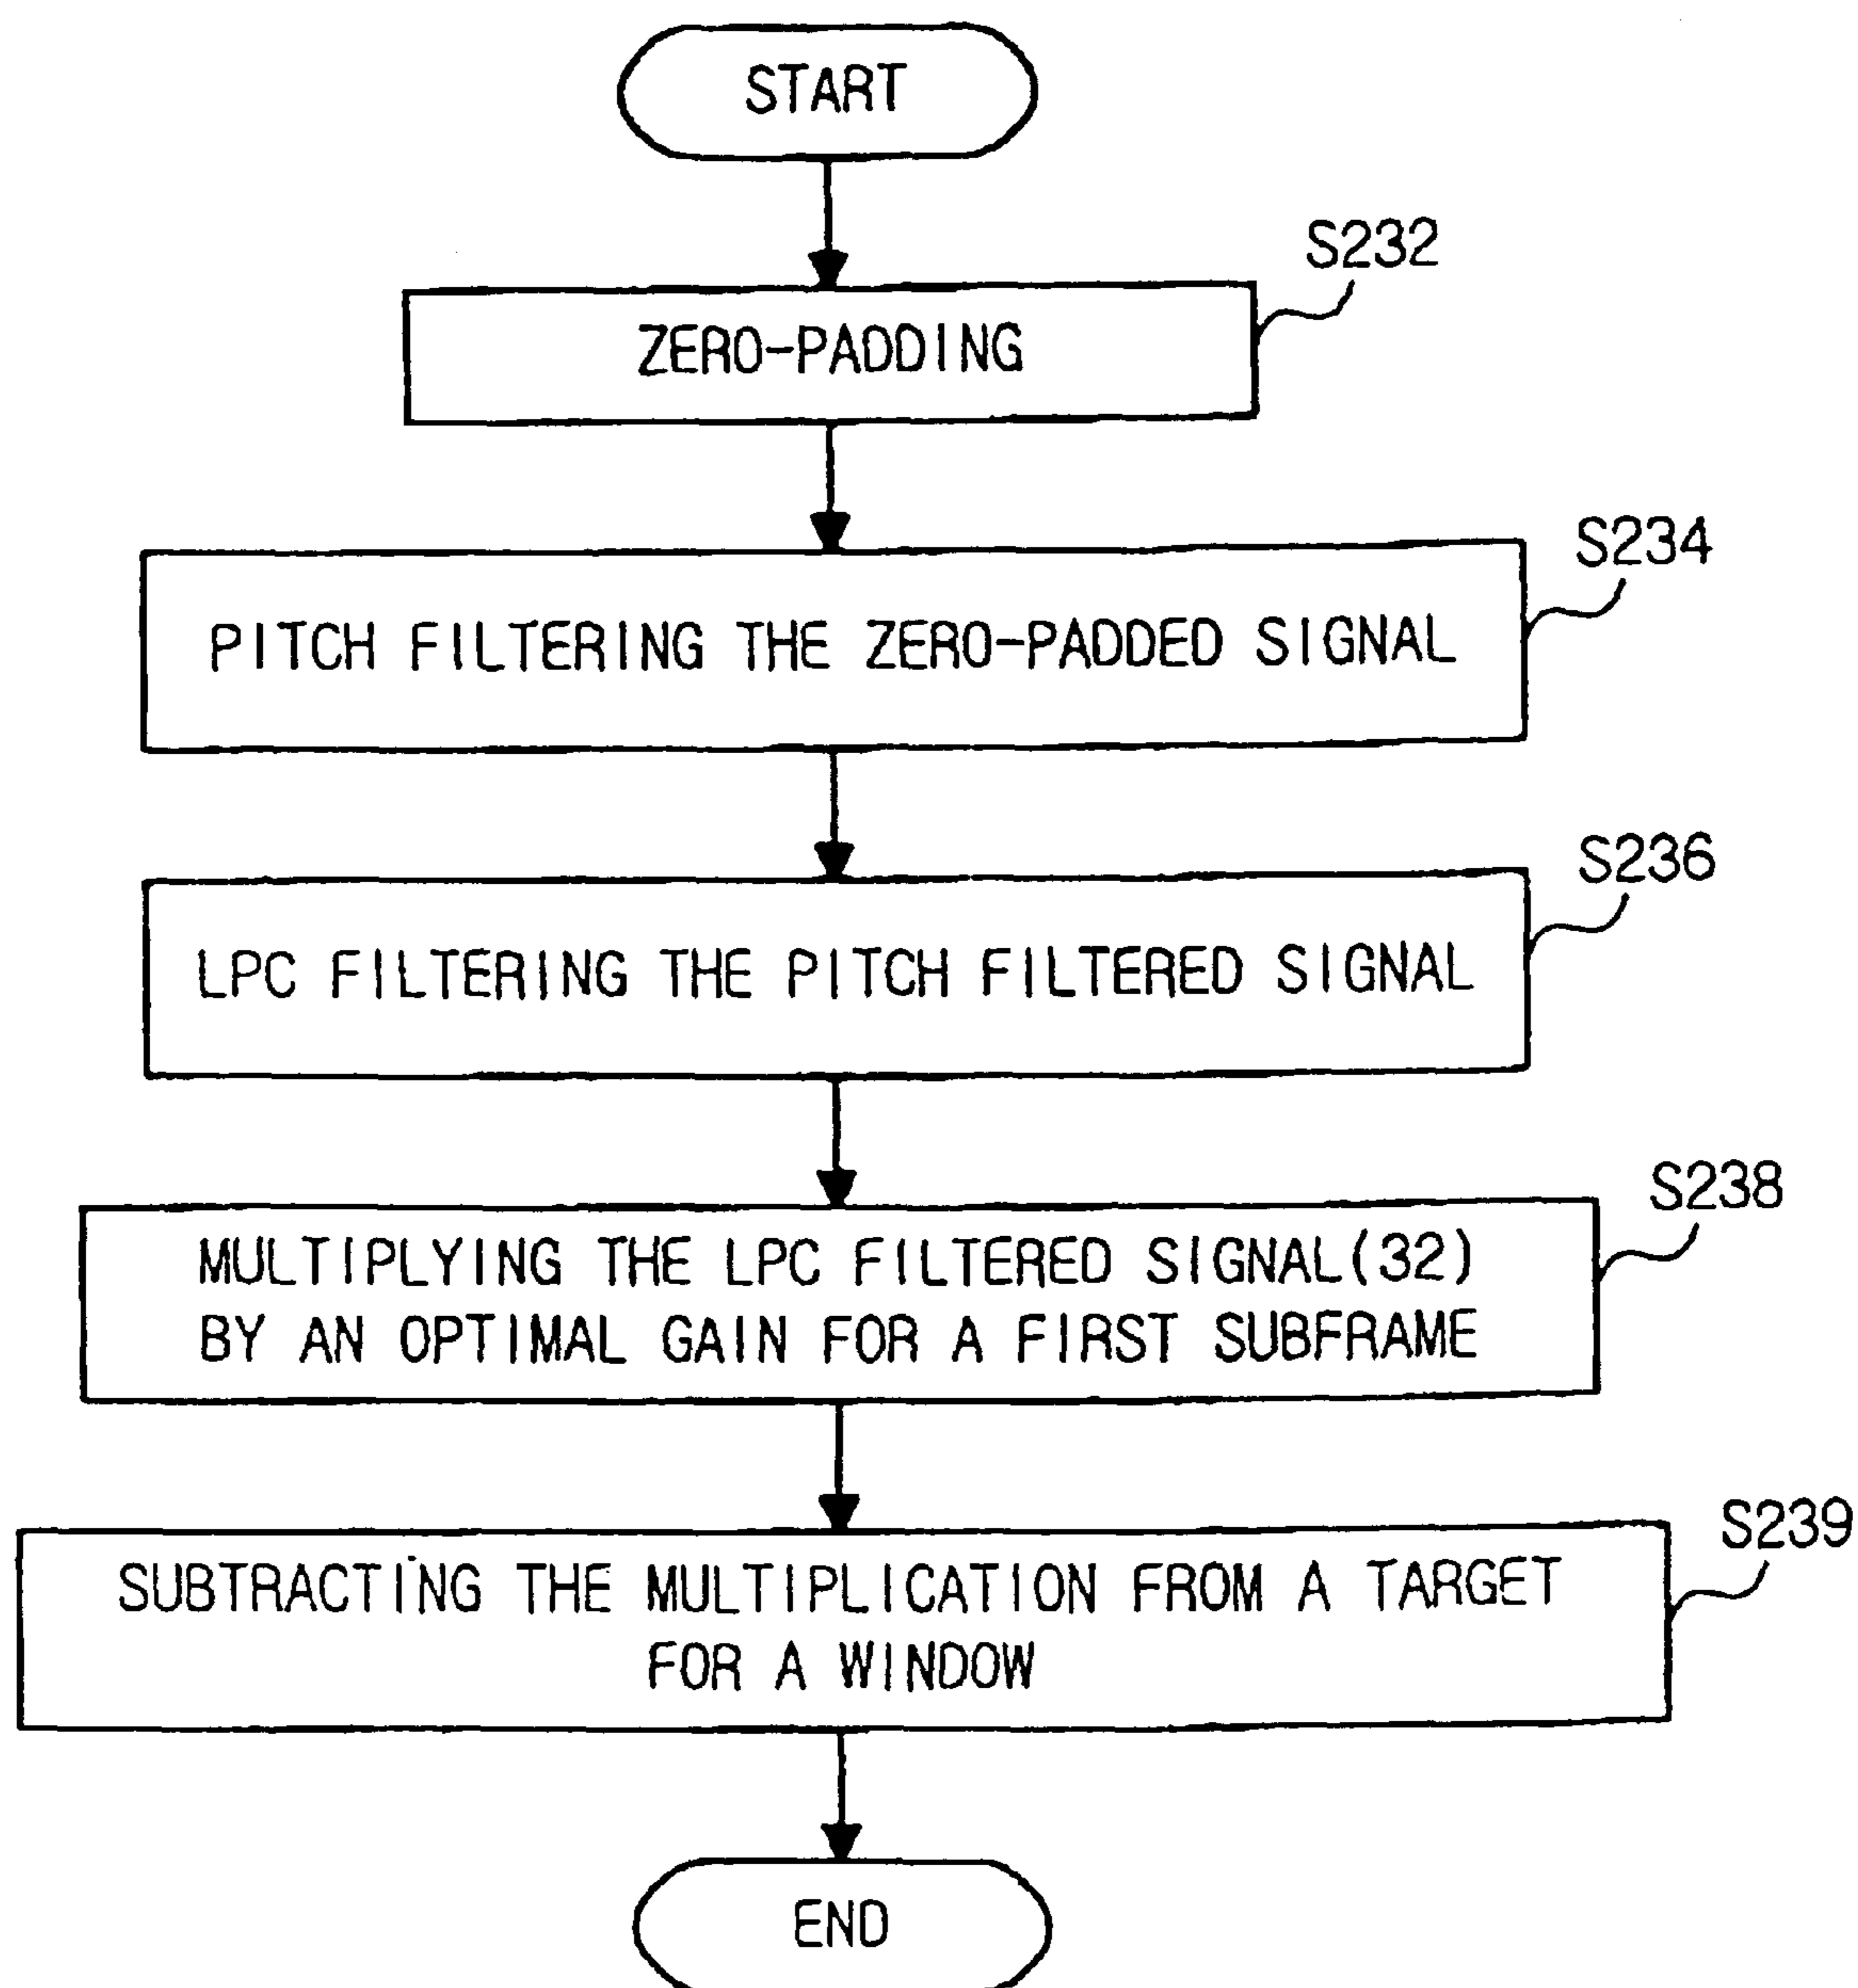 START
S232
ZERO-PADDING
S234
PITCH FILTERING THE ZERO-PADDED SIGNAL
S236
LPC FILTERING THE PITCH FILTERED SIGNAL
S238
MULTIPLYING THE LPC FILTERED SIGNAL(32)
BY AN OPTIMAL GAIN FOR A FIRST SUBFRAME
S239
SUBTRACTING THE MULTIPLICATION FROM A TARGET
FOR A WINDOW
END